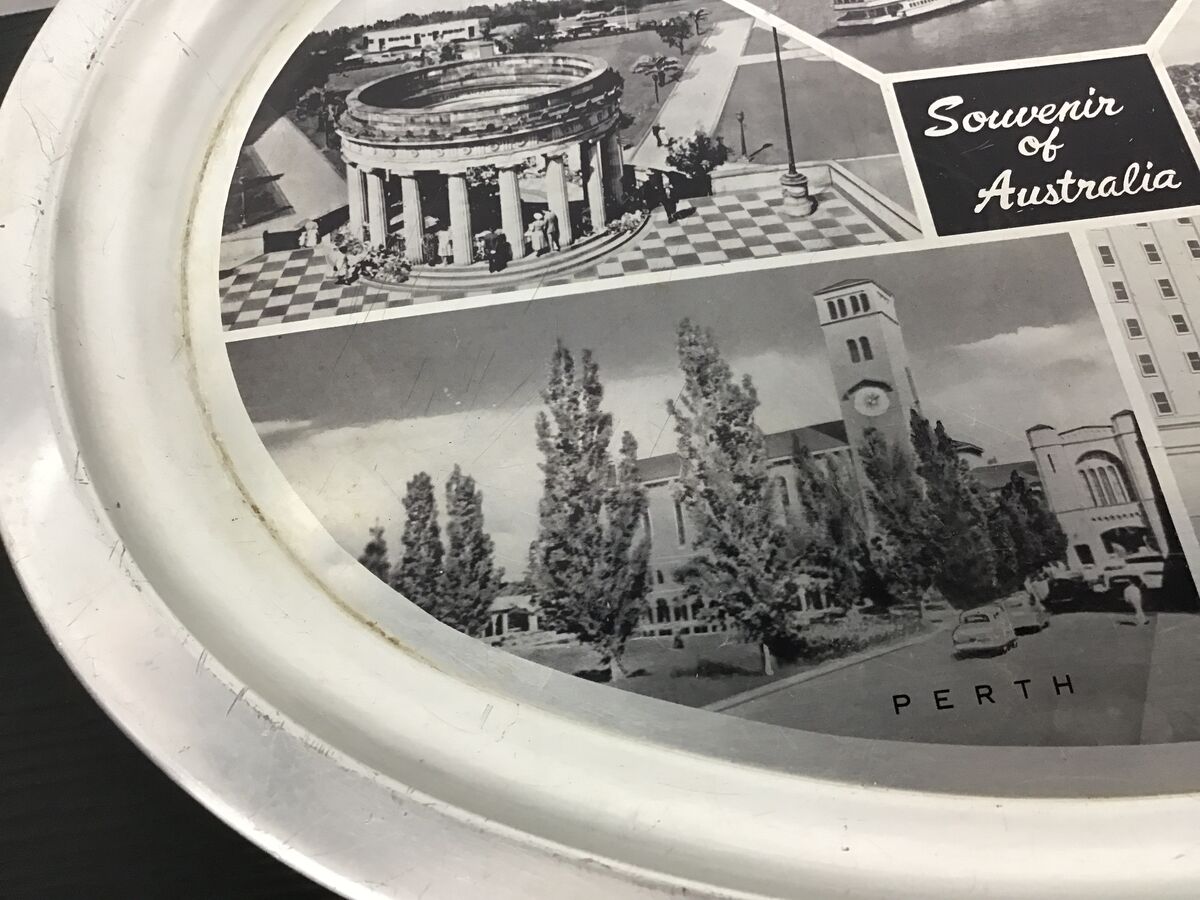 Souvenir
of
Australia
PERTH